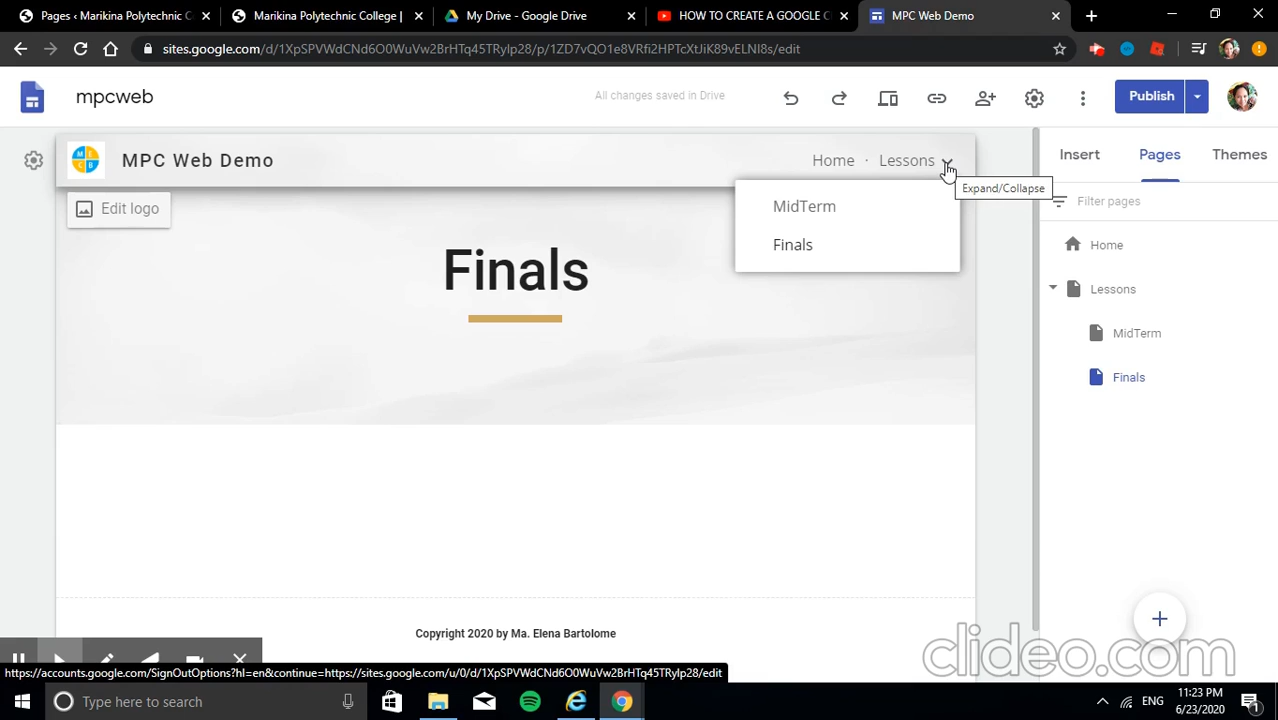 Pages ‹ Marikina Polytechnic C
Marikina Polytechnic College |
My Drive - Google Drive
HOW TO CREATE A GOOGLE C
MPC Web Demo
sites.google.com/d/1XpSPVWdCNd6O0WuVw2BrHTq45TRyIp28/p/1ZD7vQO1e8VRfi2HPTcXtJiK89vELNI8s/edit
mpcweb
All changes saved in Drive
Publish
MPC Web Demo
Home · Lessons
Expand/Collapse
Edit logo
MidTerm
Finals
Finals
Insert
Pages
Themes
Filter pages
Home
Lessons
MidTerm
Finals
Copyright 2020 by Ma. Elena Bartolome
clideo.com
https://accounts.google.com/SignOutOptions?hl=en&continue=https://sites.google.com/u/0/d/1XpSPVWdCNd6O0WuVw2BrHTq45TRyIp28/edit
Type here to search
ENG
11:23 PM
6/23/2020
1